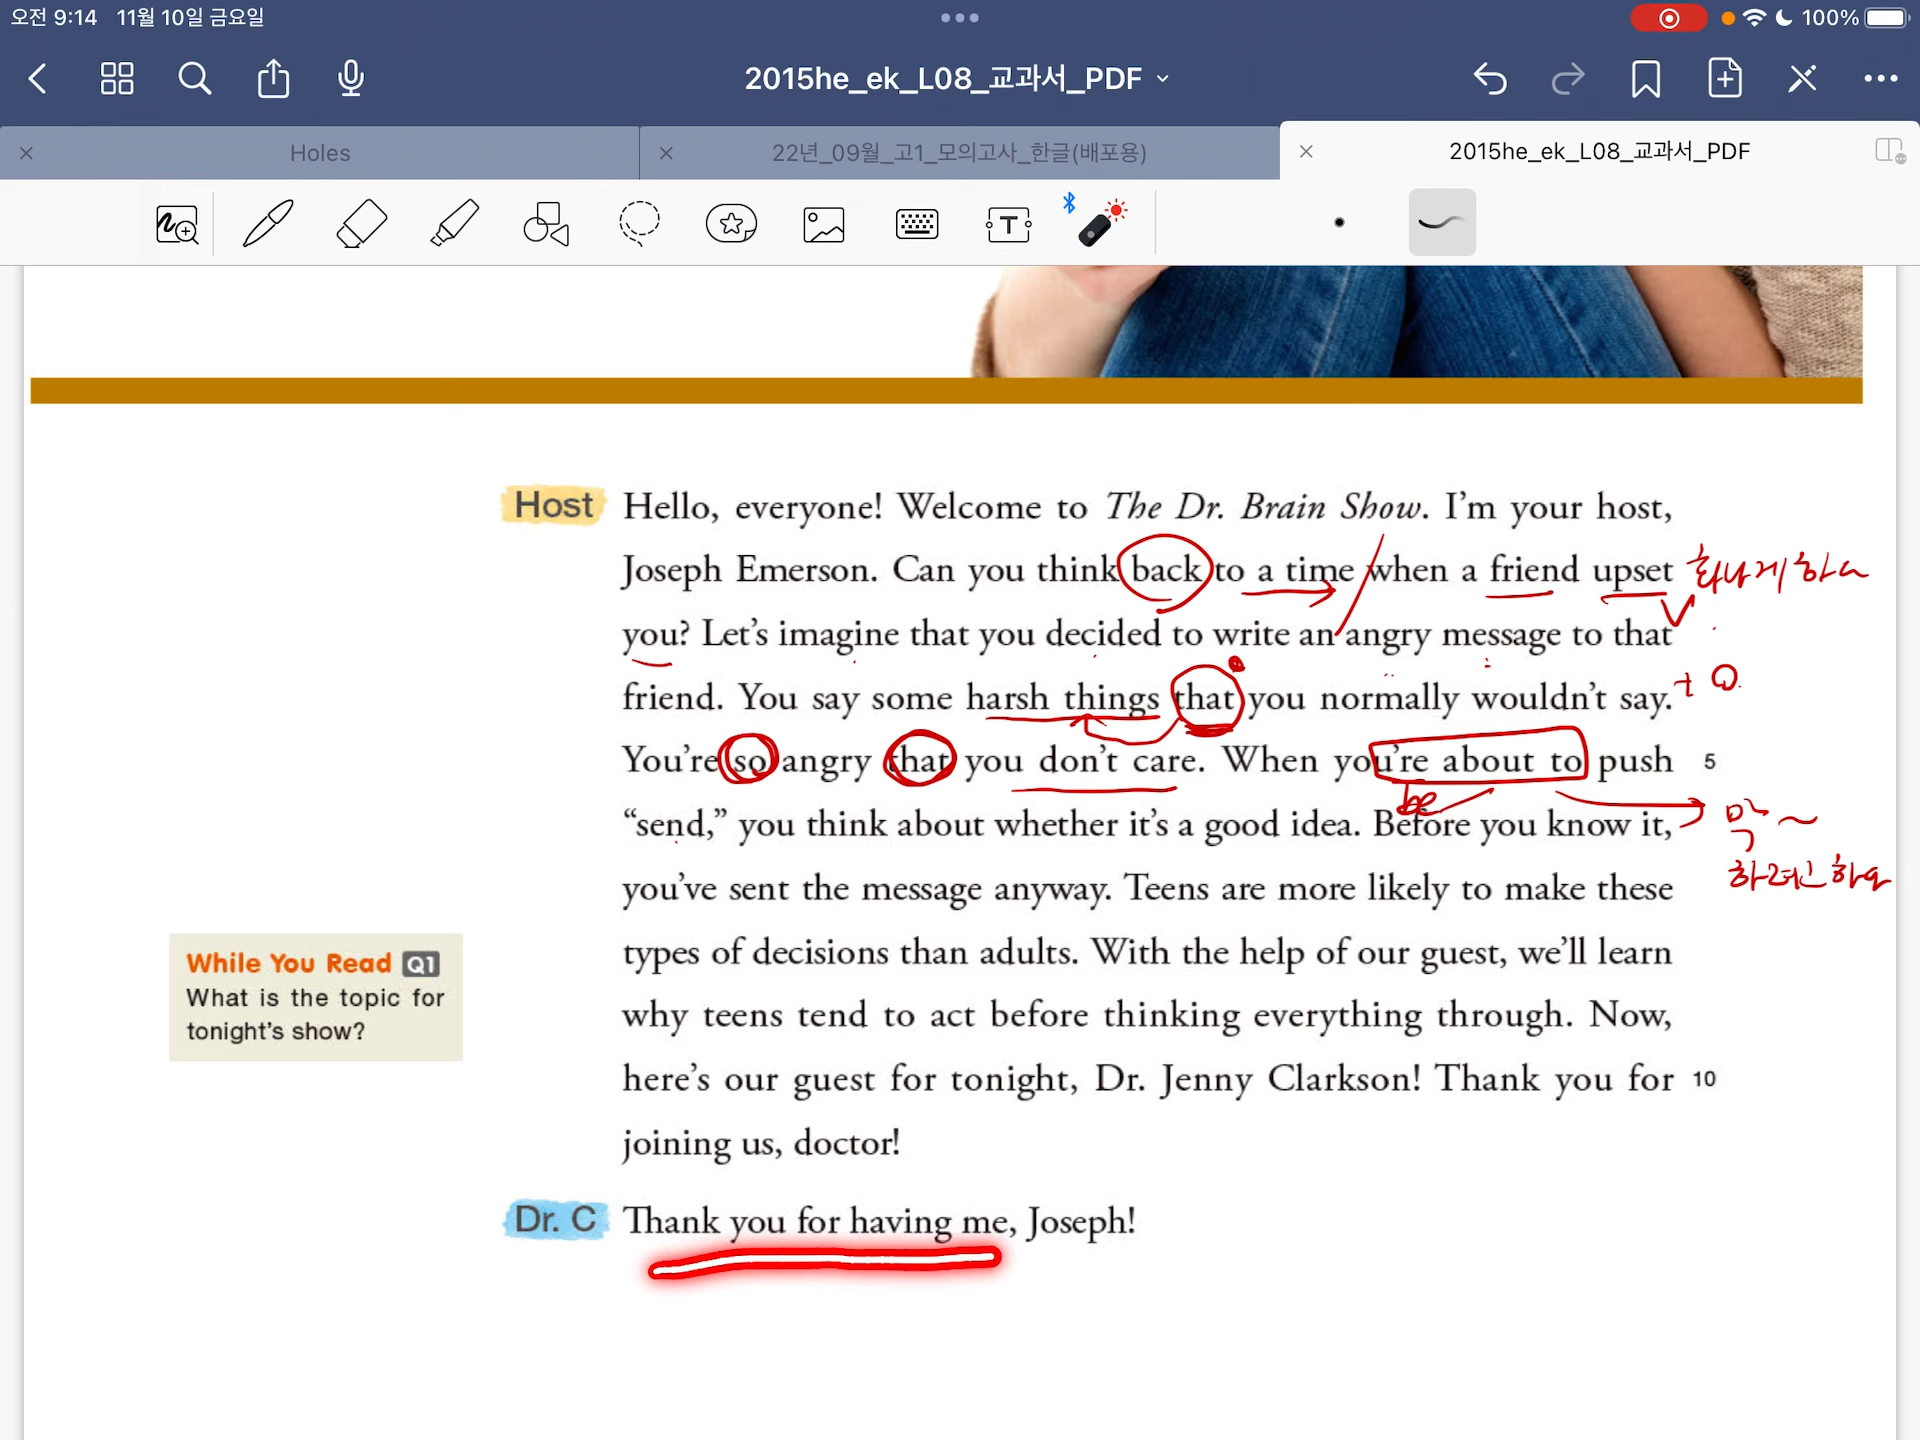 오전 9:14 11월 10일 금요일
100%
2015he_ek_L08_교과서_PDF
Holes
22년_09월_고1_모의고사_한글(배포용)
2015he_ek_L08_교과서_PDF
T
Host Hello, everyone! Welcome to The Dr. Brain Show. I'm your host,
Joseph Emerson. Can you think back to a time when a friend upset 화나게하다
you? Let's imagine that you decided to write an angry message to that
friend. You say some harsh things that you normally wouldn't say.
You're so angry that you don't care. When you're about to push 5
be
"send," you think about whether it's a good idea. Before you know it, 막~
하려고하다
you've sent the message anyway. Teens are more likely to make these
types of decisions than adults. With the help of our guest, we'll learn
why teens tend to act before thinking everything through. Now,
here's our guest for tonight, Dr. Jenny Clarkson! Thank you for 10
joining us, doctor!
While You Read Q1
What is the topic for
tonight's show?
Dr. C Thank you for having me, Joseph!